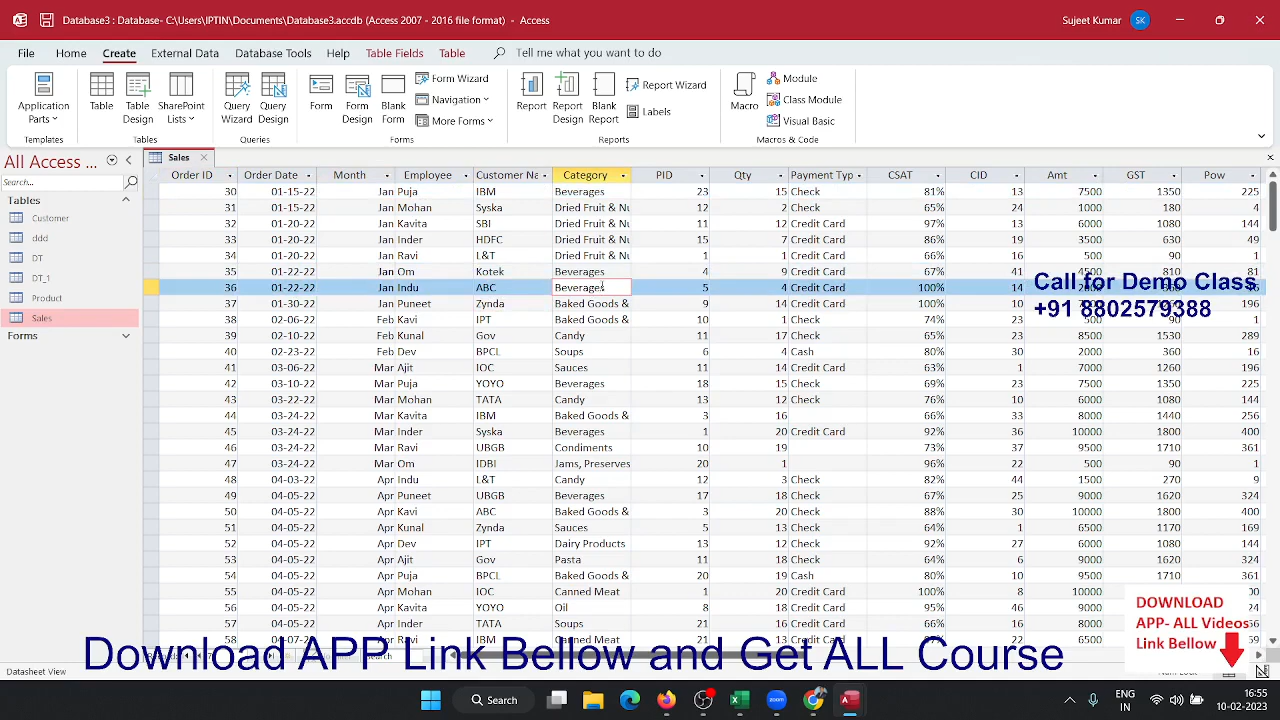 Database3 : Database- C:\Users\IPTIN\Documents\Database3.accdb (Access 2007 - 2016 file format) - Access
Sujeet Kumar SK
File Home Create External Data Database Tools Help Table Fields Table Tell me what you want to do
Application Parts
Table
Table Design
SharePoint Lists
Query Wizard
Query Design
Form
Form Design
Blank Form
Form Wizard
Navigation
More Forms
Report
Report Design
Blank Report
Report Wizard
Labels
Macro
Module
Class Module
Visual Basic
Templates Tables Queries Forms Reports Macros & Code
All Access ...
Search...
Tables
Customer
ddd
DT
DT_1
Product
Sales
Forms
Sales
Order ID Order Date Month Employee Customer Na Category PID Qty Payment Typ CSAT CID Amt GST Pow
30 01-15-22 Jan Puja IBM Beverages 23 15 Check 81% 13 7500 1350 225
31 01-15-22 Jan Mohan Syska Dried Fruit & Nu 12 2 Check 65% 24 1000 180 4
32 01-20-22 Jan Kavita SBI Dried Fruit & Nu 11 12 Credit Card 97% 13 6000 1080 144
33 01-20-22 Jan Inder HDFC Dried Fruit & Nu 15 7 Credit Card 86% 19 3500 630 49
34 01-20-22 Jan Ravi L&T Dried Fruit & Nu 1 1 Credit Card 66% 16 500 90 1
35 01-22-22 Jan Om Kotek Beverages 4 9 Credit Card 67% 41 4500 810 81
36 01-22-22 Jan Indu ABC Beverages 5 4 Credit Card 100% 14
37 01-30-22 Jan Puneet Zynda Baked Goods & 9 14 Credit Card 100% 10 196
38 02-06-22 Feb Kavi IPT Baked Goods & 1 1 Check 74% 23 500 90 1
39 02-10-22 Feb Kunal Gov Candy 11 17 Check 65% 23 8500 1530 289
40 02-23-22 Feb Dev BPCL Soups 6 4 Cash 80% 30 2000 360 16
41 03-06-22 Mar Ajit IOC Sauces 11 14 Credit Card 63% 1 7000 1260 196
42 03-10-22 Mar Puja YOYO Beverages 18 15 Check 69% 23 7500 1350 225
43 03-22-22 Mar Mohan TATA Candy 13 12 Check 76% 10 6000 1080 144
44 03-24-22 Mar Kavita IBM Baked Goods & 3 16 66% 33 8000 1440 256
45 03-24-22 Mar Inder Syska Beverages 1 20 Credit Card 92% 36 10000 1800 400
46 03-24-22 Mar Ravi UBGB Condiments 10 19 73% 37 9500 1710 361
47 03-24-22 Mar Om IDBI Jams, Preserves 20 1 96% 22 500 90 1
48 04-03-22 Apr Indu L&T Candy 12 3 Check 82% 44 1500 270 9
49 04-05-22 Apr Puneet UBGB Beverages 17 18 Check 67% 25 9000 1620 324
50 04-05-22 Apr Kavi ABC Beverages 3 20 Check 88% 30 10000 1800 400
51 04-05-22 Apr Kunal Zynda Sauces 5 13 Check 64% 1 6500 1170 169
52 04-05-22 Apr Dev IPT Dairy Products 13 12 Check 92% 27 6000 1080 144
53 04-05-22 Apr Ajit Gov Pasta 11 18 Check 64% 6 9000 1620 324
54 04-05-22 Apr Puja BPCL Baked Goods & 20 19 Cash 80% 10 9500 1710 361
55 04-05-22 Apr Mohan IOC Canned Meat 1 20 Credit Card 100% 8 10000 1800 400
56 04-05-22 Apr Kavita YOYO Oil 8 18 Credit Card 95% 46 9000
57 04-05-22 Apr Inder TATA Soups 21 16 Credit Card 66% 2 8000
58 04-07-22 Apr Ravi IBM Canned Meat
Call for Demo Class
+91 8802579388
DOWNLOAD
APP- ALL Videos
Link Bellow
Download APP Link Bellow and Get ALL Course
Search
Datasheet View
Num Lock
Search
zoom
ENG IN
16:55
10-02-2023